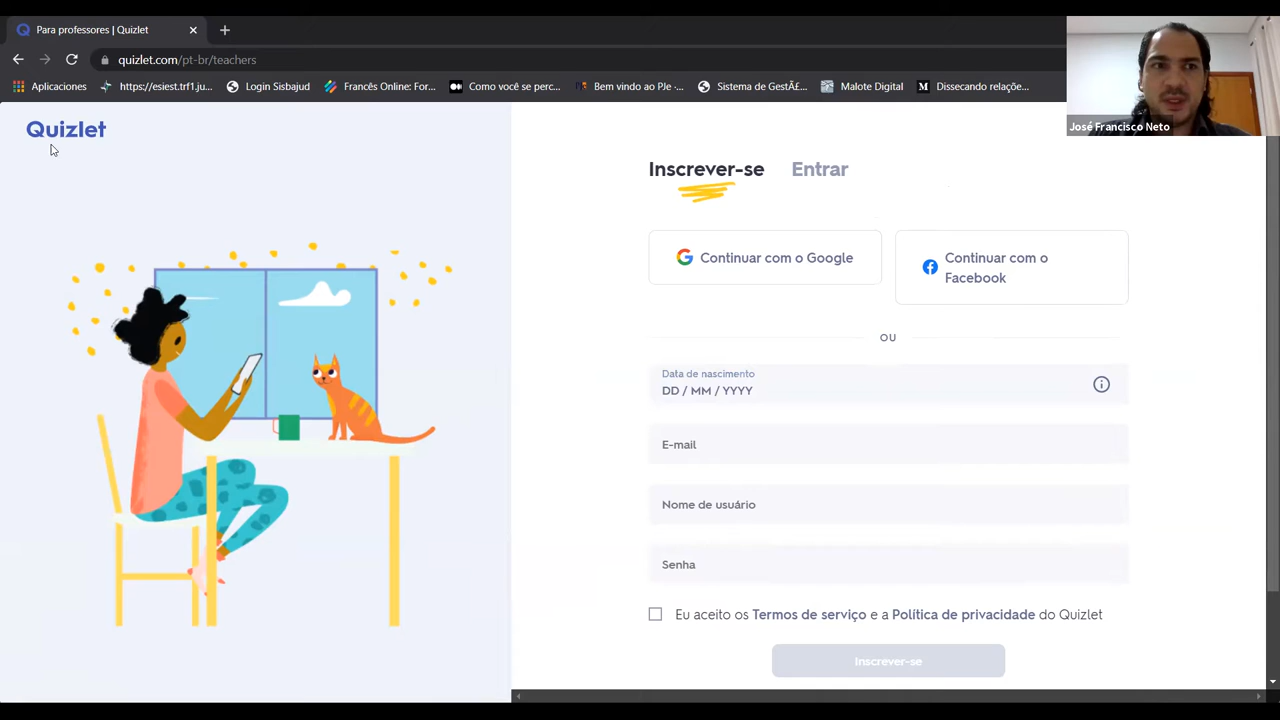 Para professores | Quizlet
quizlet.com/pt-br/teachers
Aplicaciones
https://esiest.trf1.ju...
Login Sisbajud
Francês Online: For...
Como você se perc...
Bem vindo ao PJe ·...
Sistema de GestÃ£...
Malote Digital
Dissecando relaçõe...
José Francisco Neto
Quizlet
Inscrever-se Entrar
Continuar com o Google
Continuar com o
Facebook
OU
Data de nascimento
DD / MM / YYYY
E-mail
Nome de usuário
Senha
Eu aceito os Termos de serviço e a Política de privacidade do Quizlet
Inscrever-se